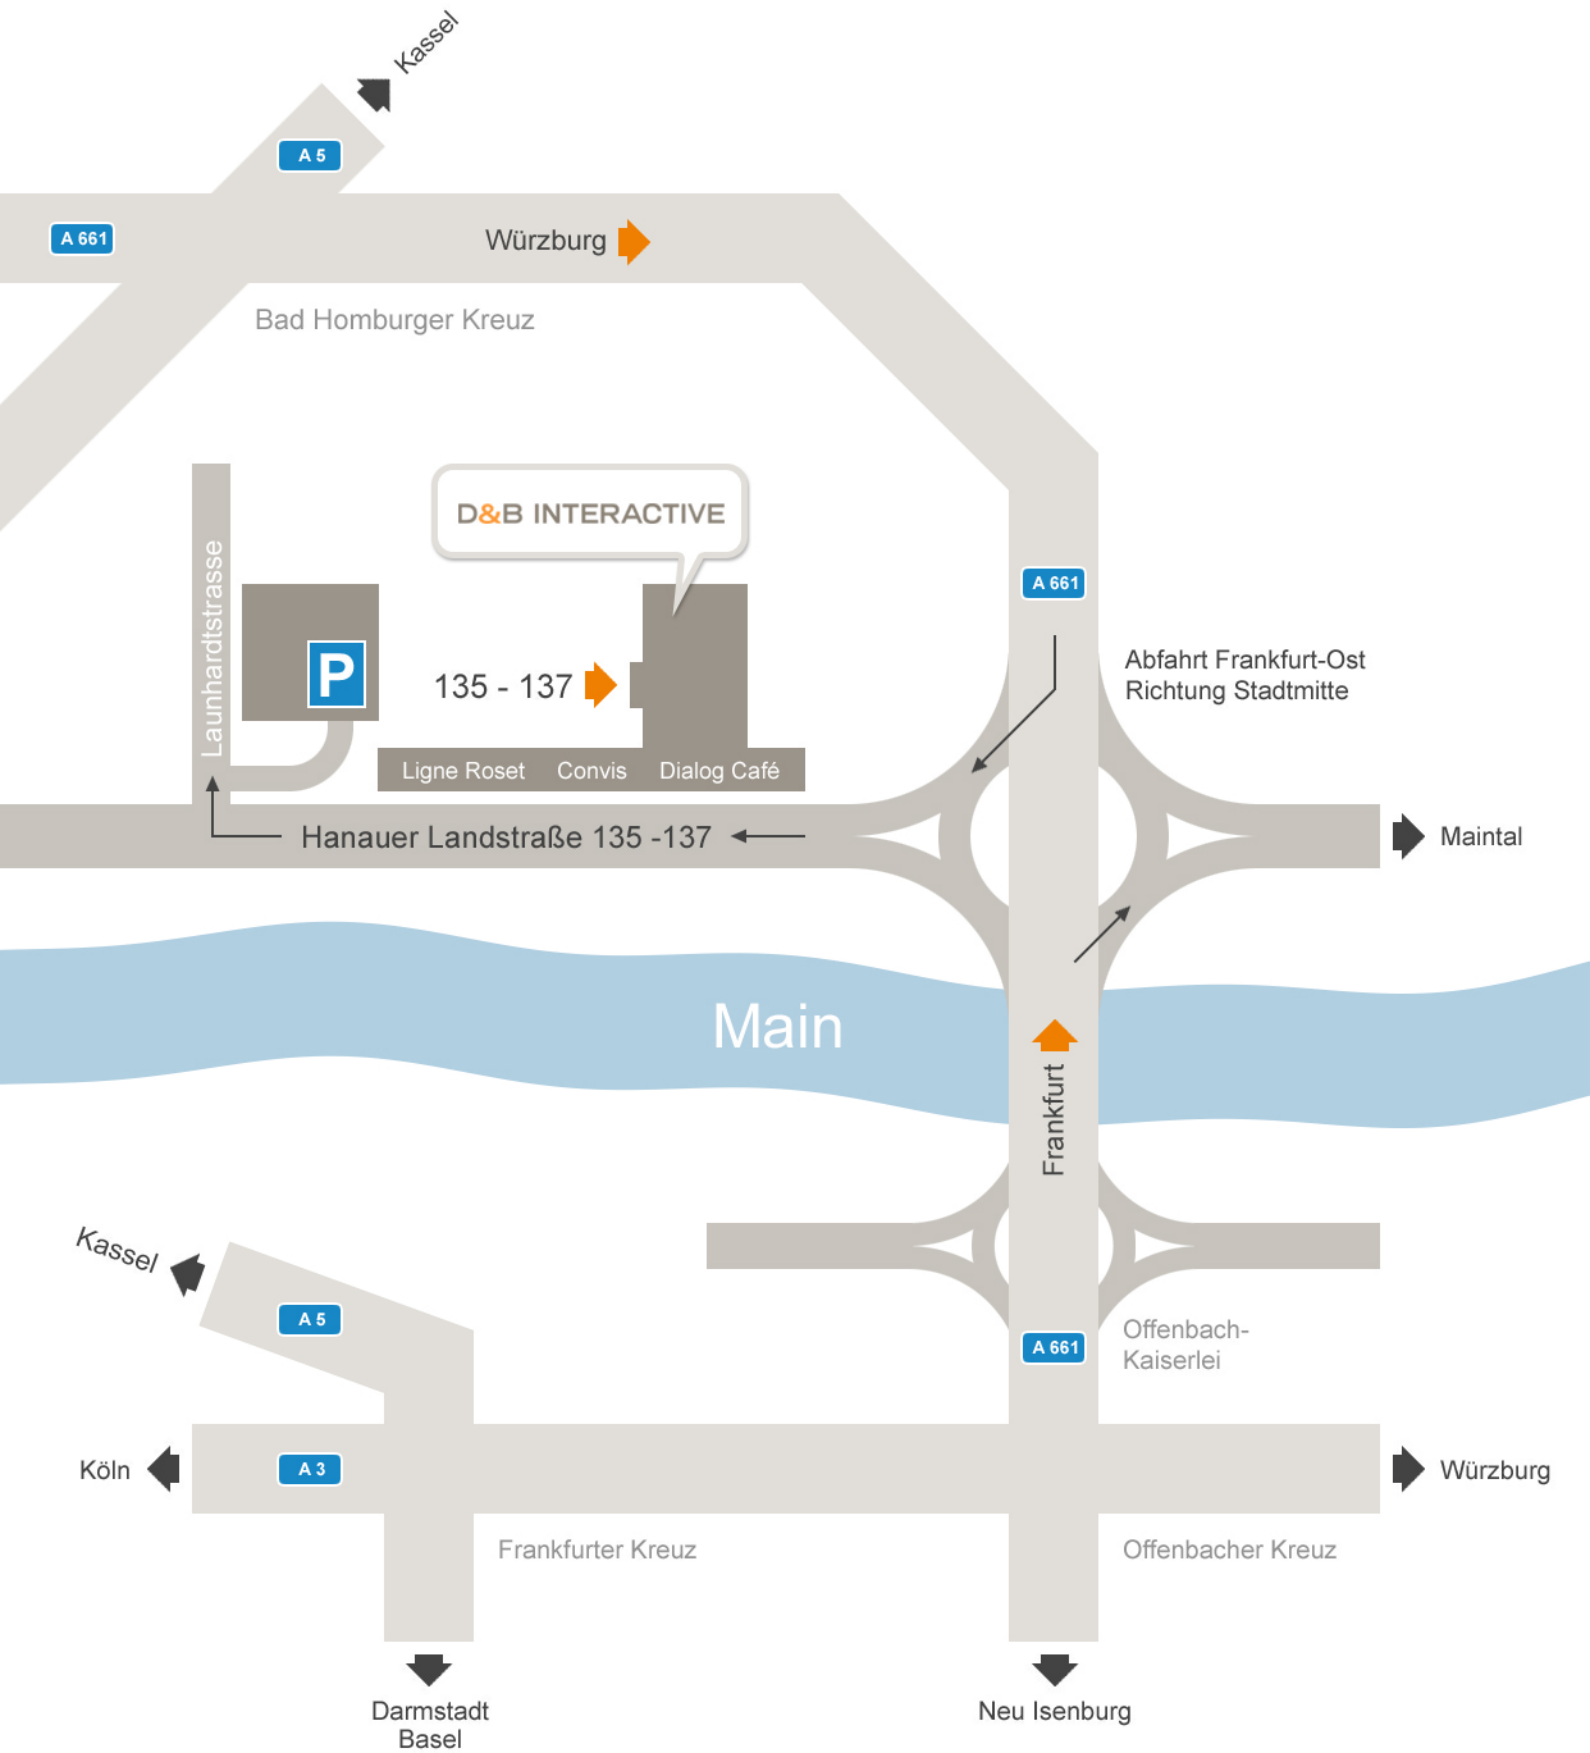 Kassel
A 5
A 661
Würzburg
Bad Homburger Kreuz
D&B INTERACTIVE
Launhardtstrasse
A 661
P
135 - 137
Abfahrt Frankfurt-Ost
Richtung Stadtmitte
Ligne Roset Convis Dialog Café
Hanauer Landstraße 135 -137
Maintal
Main
Frankfurt
Kassel
A 5
Offenbach-
Kaiserlei
A 661
Köln
A 3
Würzburg
Frankfurter Kreuz
Offenbacher Kreuz
Darmstadt
Basel
Neu Isenburg